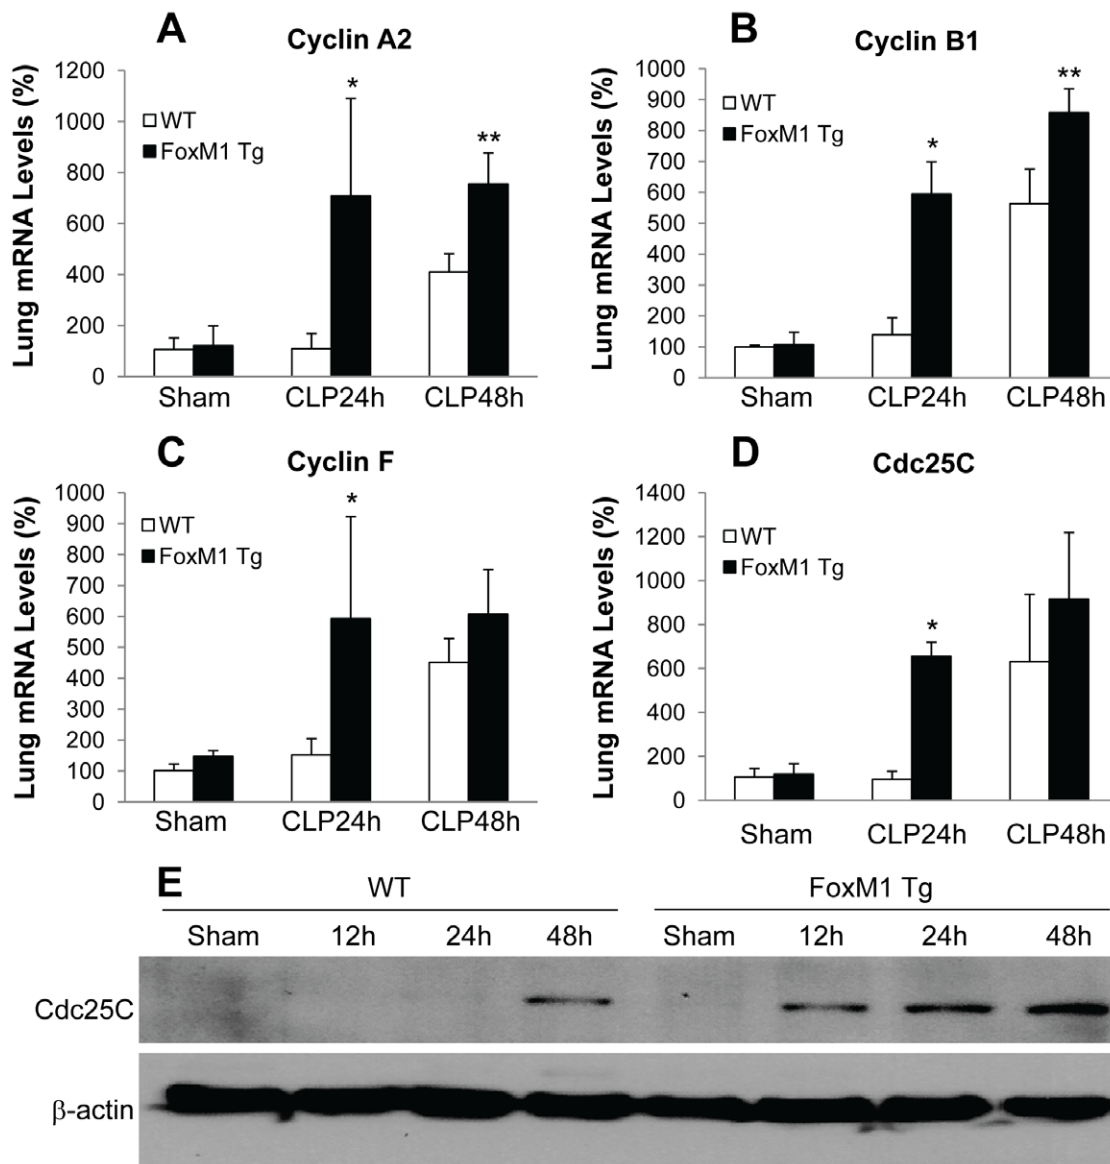 A
Cyclin A2
Lung mRNA Levels (%)
1200
1000
800
600
400
200
0
WT
FoxM1 Tg
*
**
Sham CLP24h CLP48h
B
Cyclin B1
Lung mRNA Levels (%)
1000
900
800
700
600
500
400
300
200
100
0
WT
FoxM1 Tg
*
**
Sham CLP24h CLP48h
C
Cyclin F
Lung mRNA Levels (%)
1000
900
800
700
600
500
400
300
200
100
0
WT
FoxM1 Tg
*
Sham CLP24h CLP48h
D
Cdc25C
Lung mRNA Levels (%)
1400
1200
1000
800
600
400
200
0
WT
FoxM1 Tg
*
Sham CLP24h CLP48h
E
WT FoxM1 Tg
Sham 12h 24h 48h Sham 12h 24h 48h
Cdc25C
β-actin